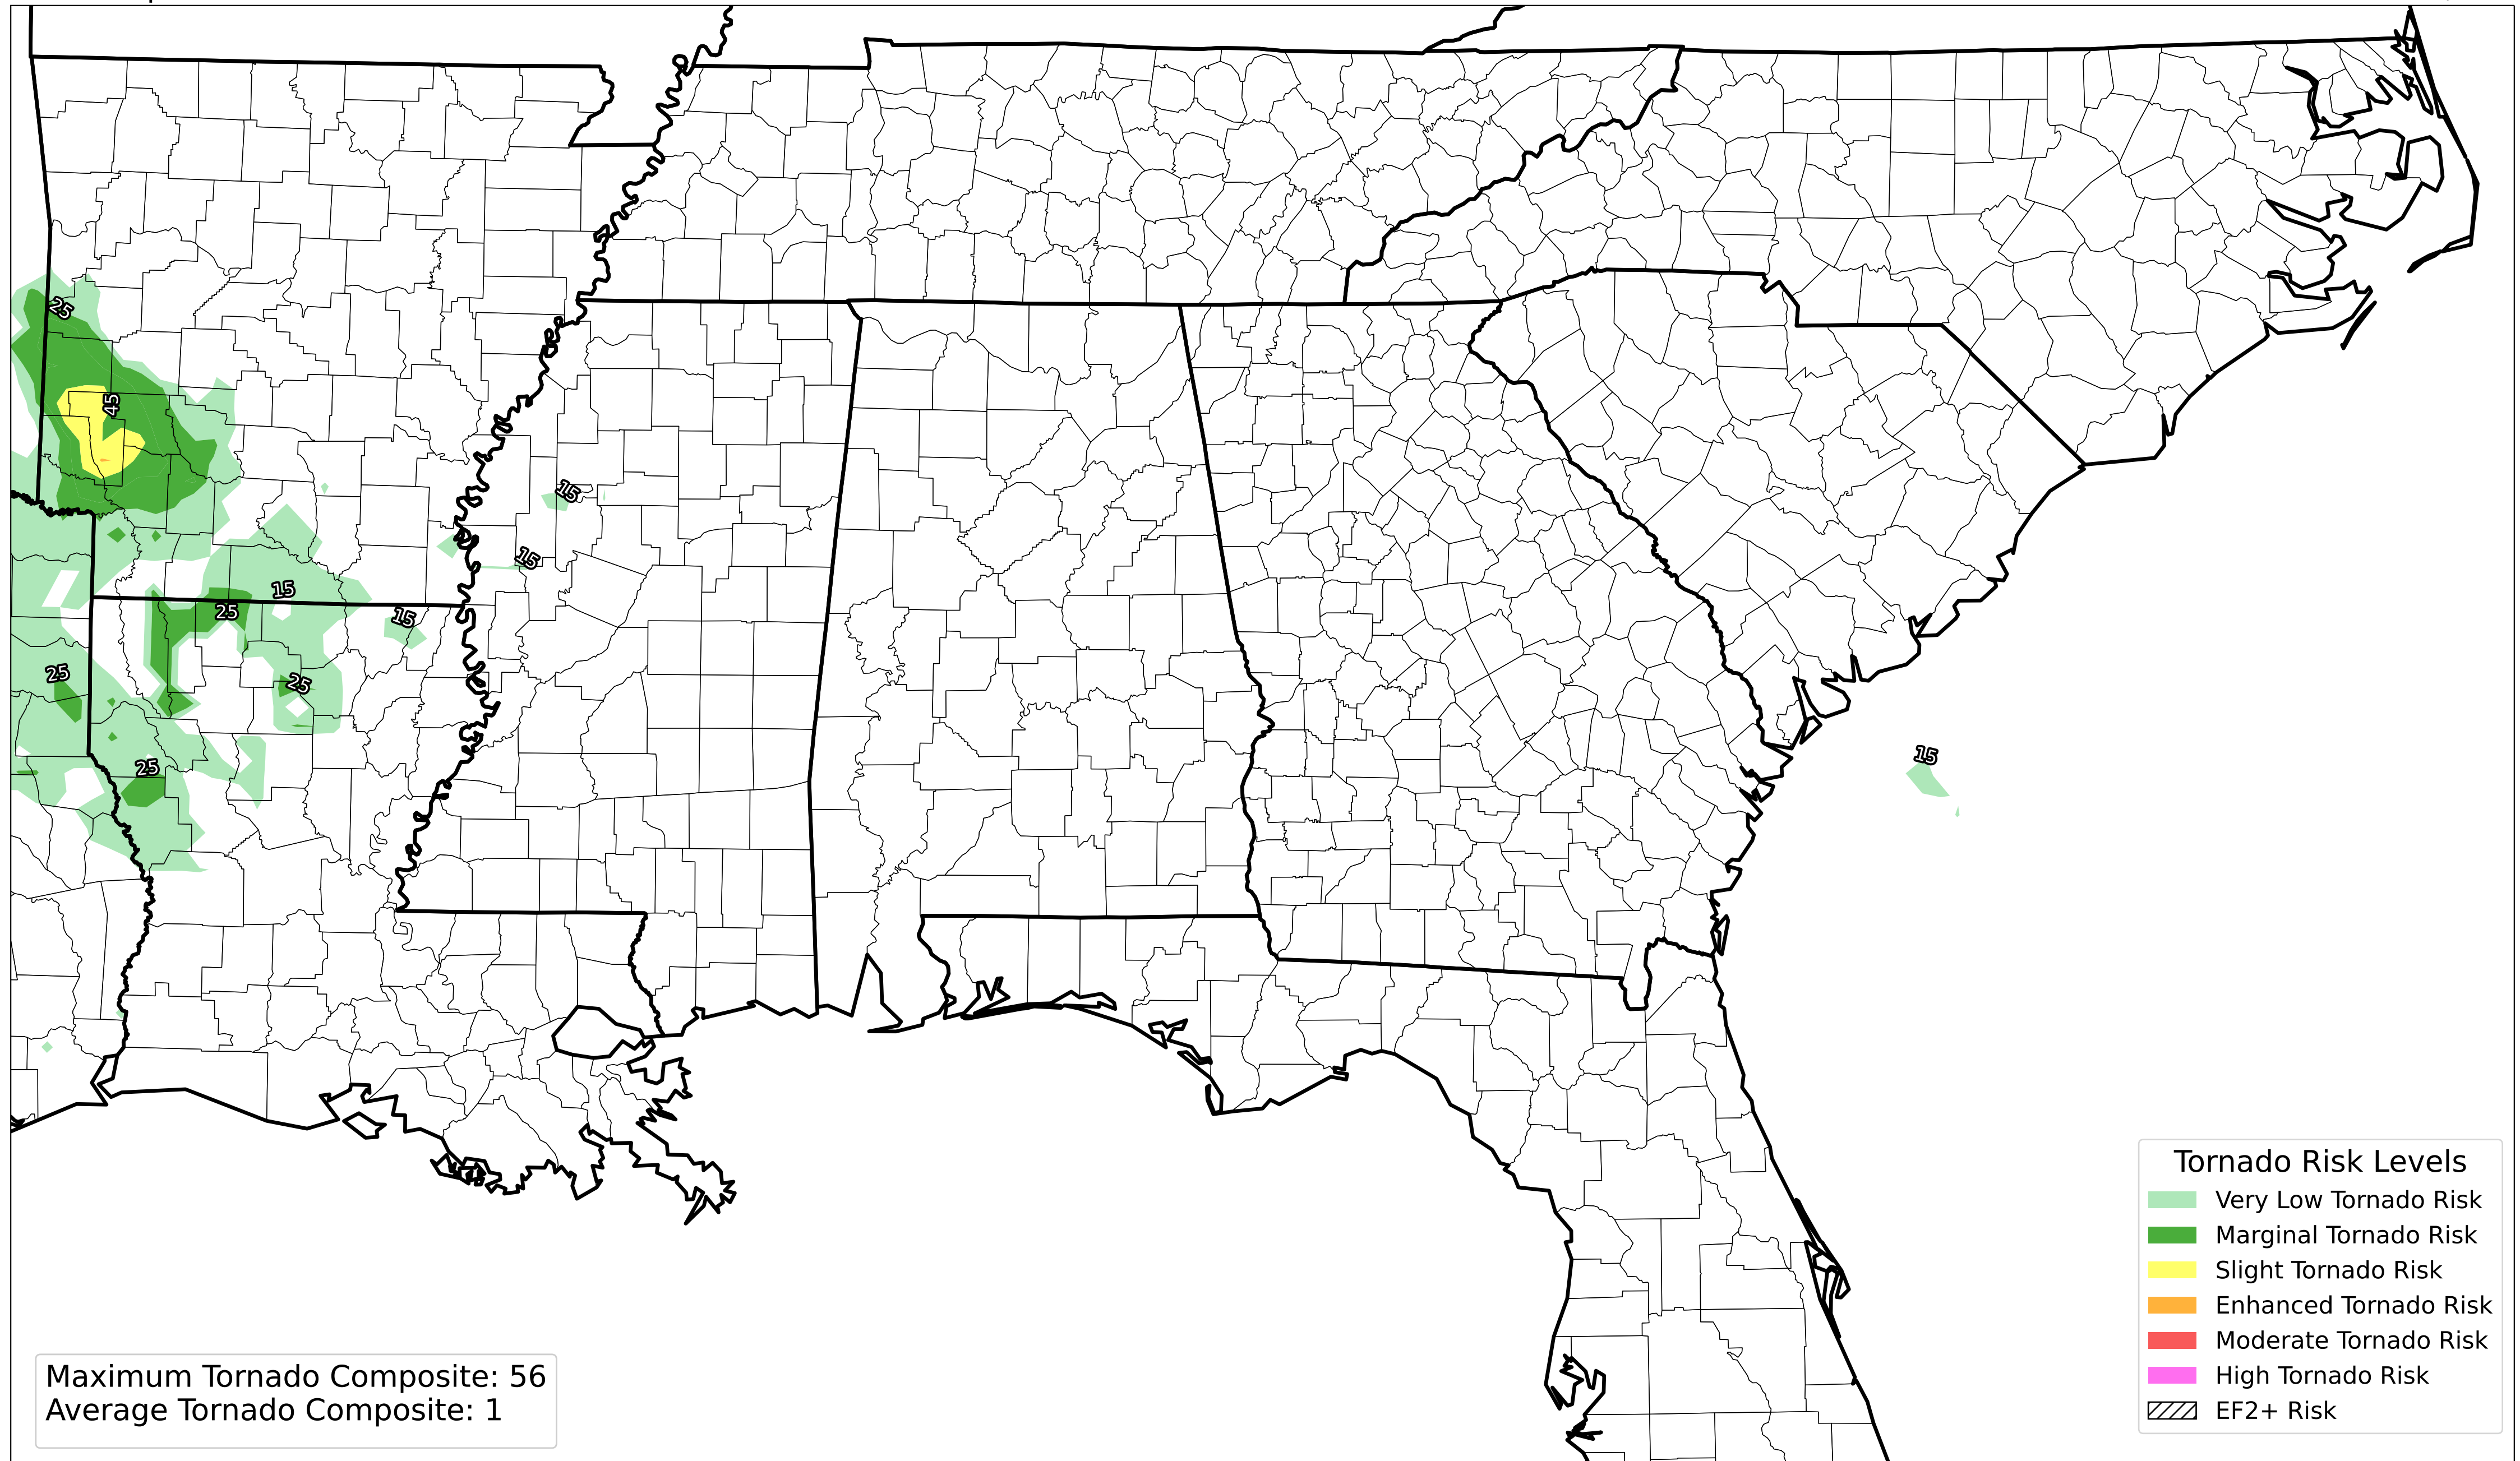 25
45
15
15
15
25
15
25
25
15
25
Tornado Risk Levels
Very Low Tornado Risk
Marginal Tornado Risk
Slight Tornado Risk
Enhanced Tornado Risk
Moderate Tornado Risk
High Tornado Risk
EF2+ Risk
Maximum Tornado Composite: 56
Average Tornado Composite: 1